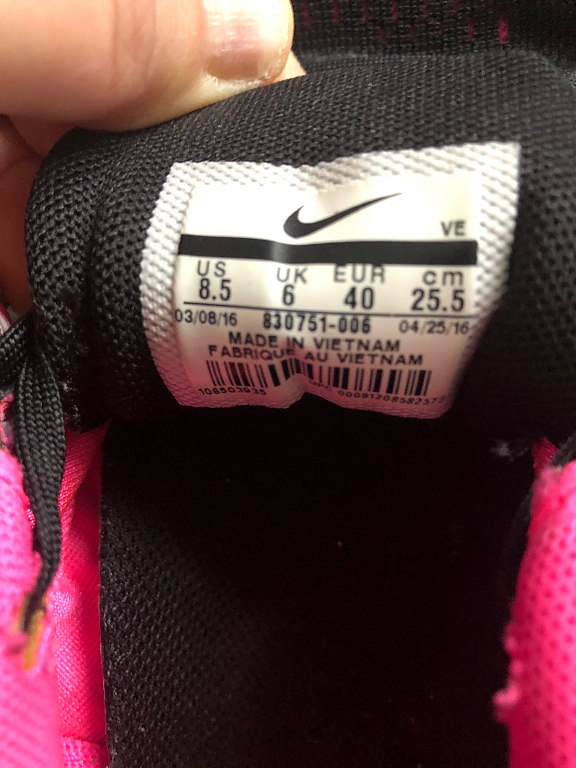 VE
US UK EUR cm
8.5 6 40 25.5
03/08/16 830751-006 04/25/16
MADE IN VIETNAM
FABRIQUE AU VIETNAM
106503935